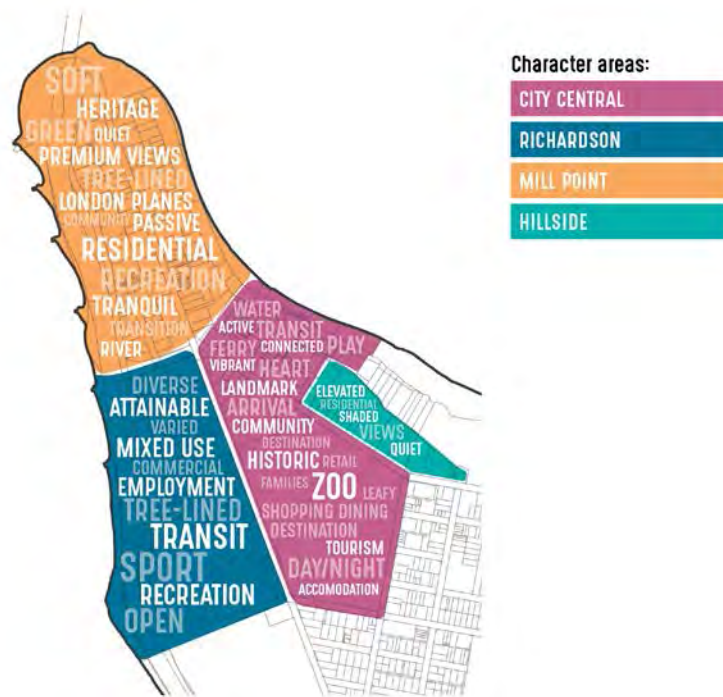 SOFT
HERITAGE
GREEN QUIET
PREMIUM VIEWS
TREE-LINED
LONDON PLANES
COMMUNITY PASSIVE
RESIDENTIAL
RECREATION
TRANQUIL
TRANSITION
RIVER
DIVERSE
ATTAINABLE
VARIED
MIXED USE
COMMERCIAL
EMPLOYMENT
TREE-LINED
TRANSIT
SPORT
RECREATION
OPEN
WATER
ACTIVE TRANSIT
FERRY CONNECTED PLAY
VIBRANT HEART
LANDMARK
ARRIVAL
COMMUNITY
DESTINATION
HISTORIC RETAIL
FAMILIES ZOO LEAFY
SHOPPING DINING
DESTINATION
TOURISM
DAY/NIGHT
ACCOMODATION
ELEVATED
RESIDENTIAL
SHADED
VIEWS
QUIET
Character areas:
CITY CENTRAL
RICHARDSON
MILL POINT
HILLSIDE